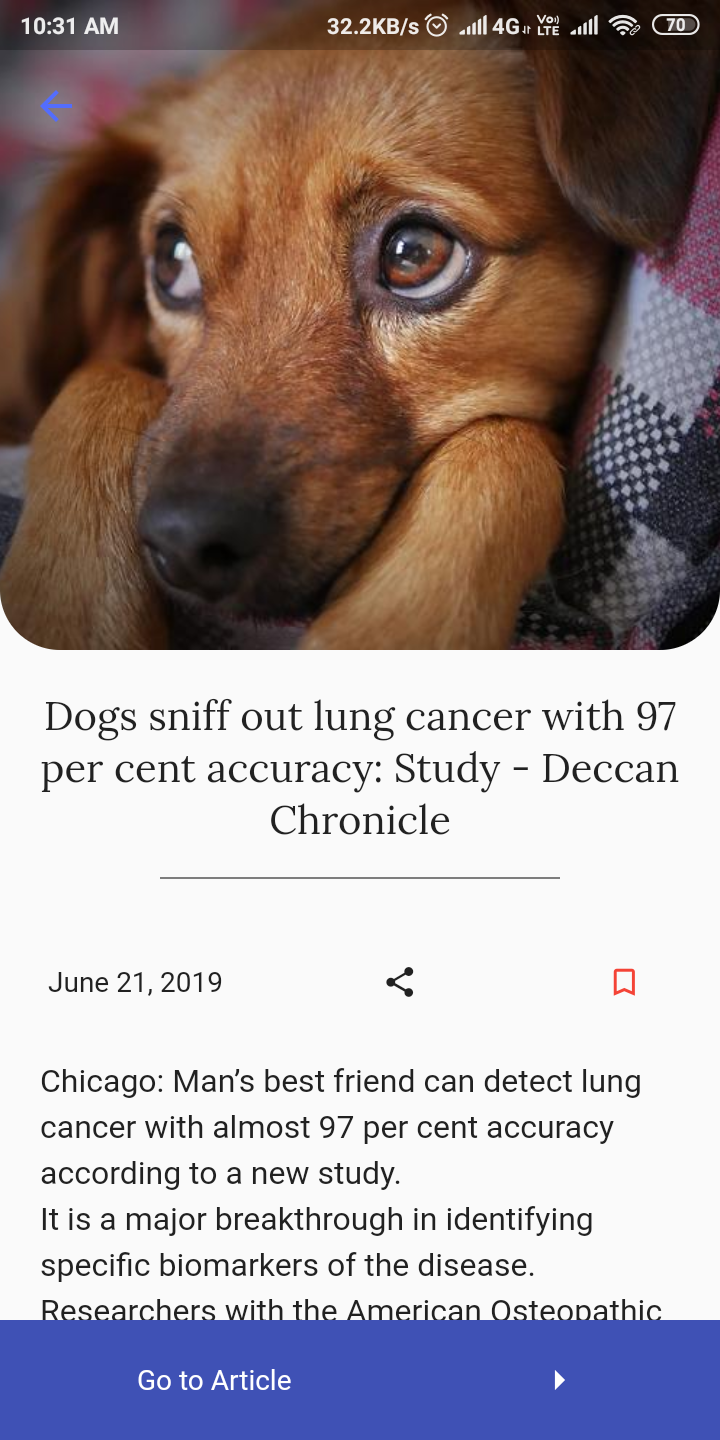 10:31 AM 32.2KB/s 4G Vo)) LTE 70
Dogs sniff out lung cancer with 97
per cent accuracy: Study - Deccan
Chronicle
June 21, 2019
Chicago: Man’s best friend can detect lung
cancer with almost 97 per cent accuracy
according to a new study.
It is a major breakthrough in identifying
specific biomarkers of the disease.
Researchers with the American Osteopathic
Go to Article